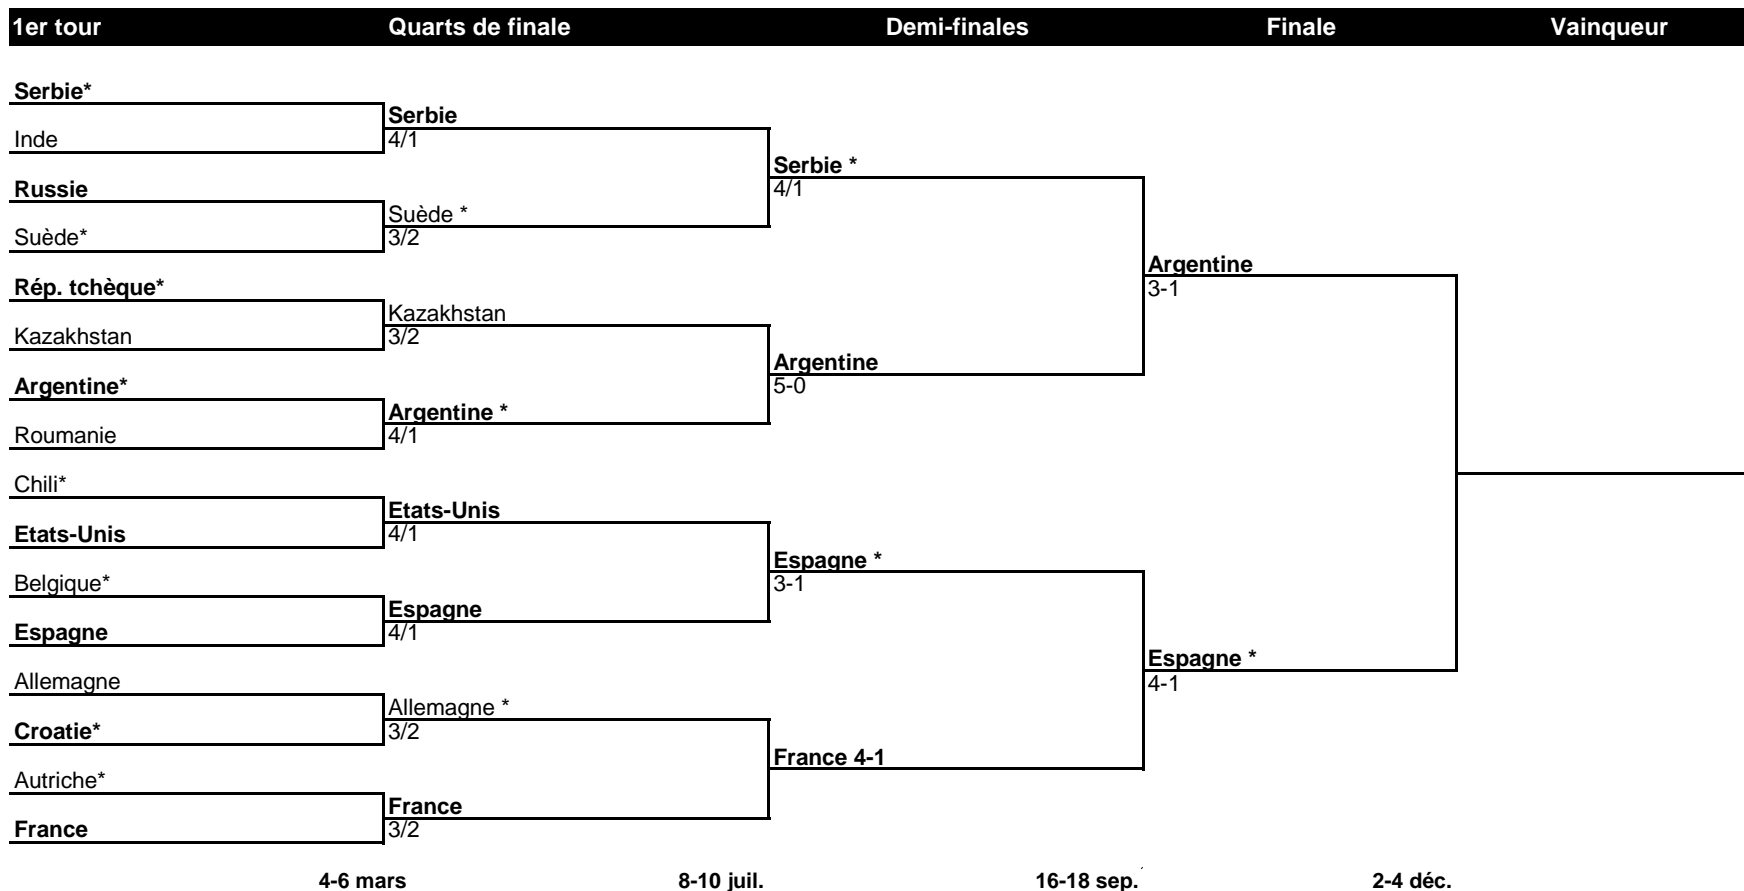 1er tour Quarts de finale Demi-finales Finale Vainqueur
Serbie*
Serbie
Inde
4/1
Serbie *
Russie
4/1
Suède *
Suède*
3/2
Argentine
Rép. tchèque*
3-1
Kazakhstan
Kazakhstan
3/2
Argentine
Argentine*
5-0
Argentine *
Roumanie
4/1
Chili*
Etats-Unis
Etats-Unis
4/1
Espagne *
Belgique*
3-1
Espagne
Espagne
4/1
Espagne *
Allemagne
4-1
Allemagne *
Croatie*
3/2
France 4-1
Autriche*
France
France
3/2
4-6 mars 8-10 juil. 16-18 sep. 2-4 déc.